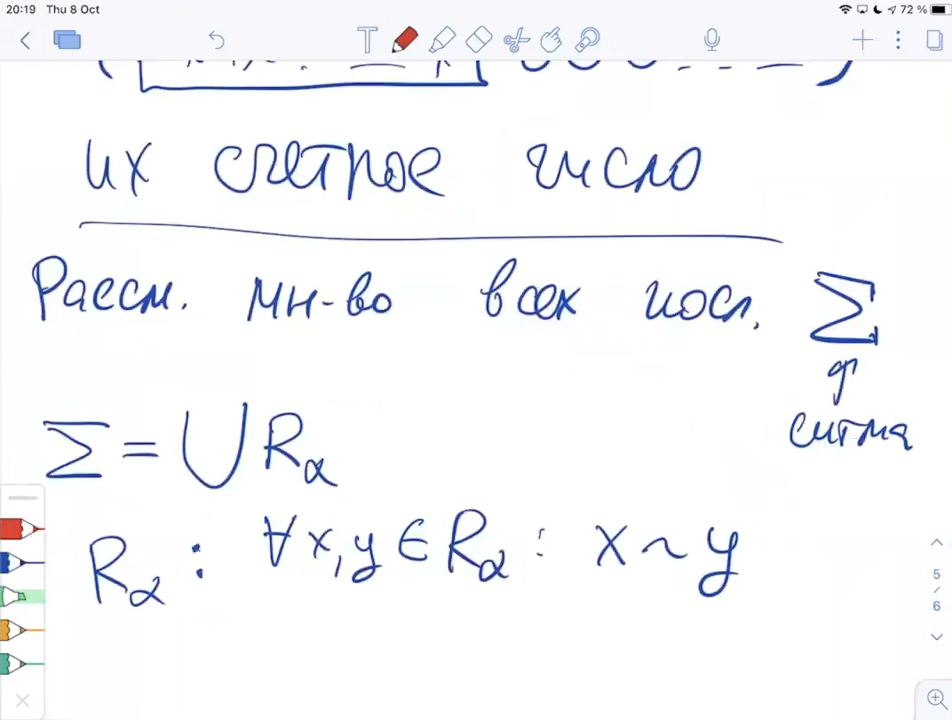 20:19 Thu 8 Oct 72 %
их счетное число
Рассм. мн-во всех посл. Σ
сигма
Σ = ⋃ R_α
R_α : ∀ x, y ∈ R_α : x ~ y
5
/
6